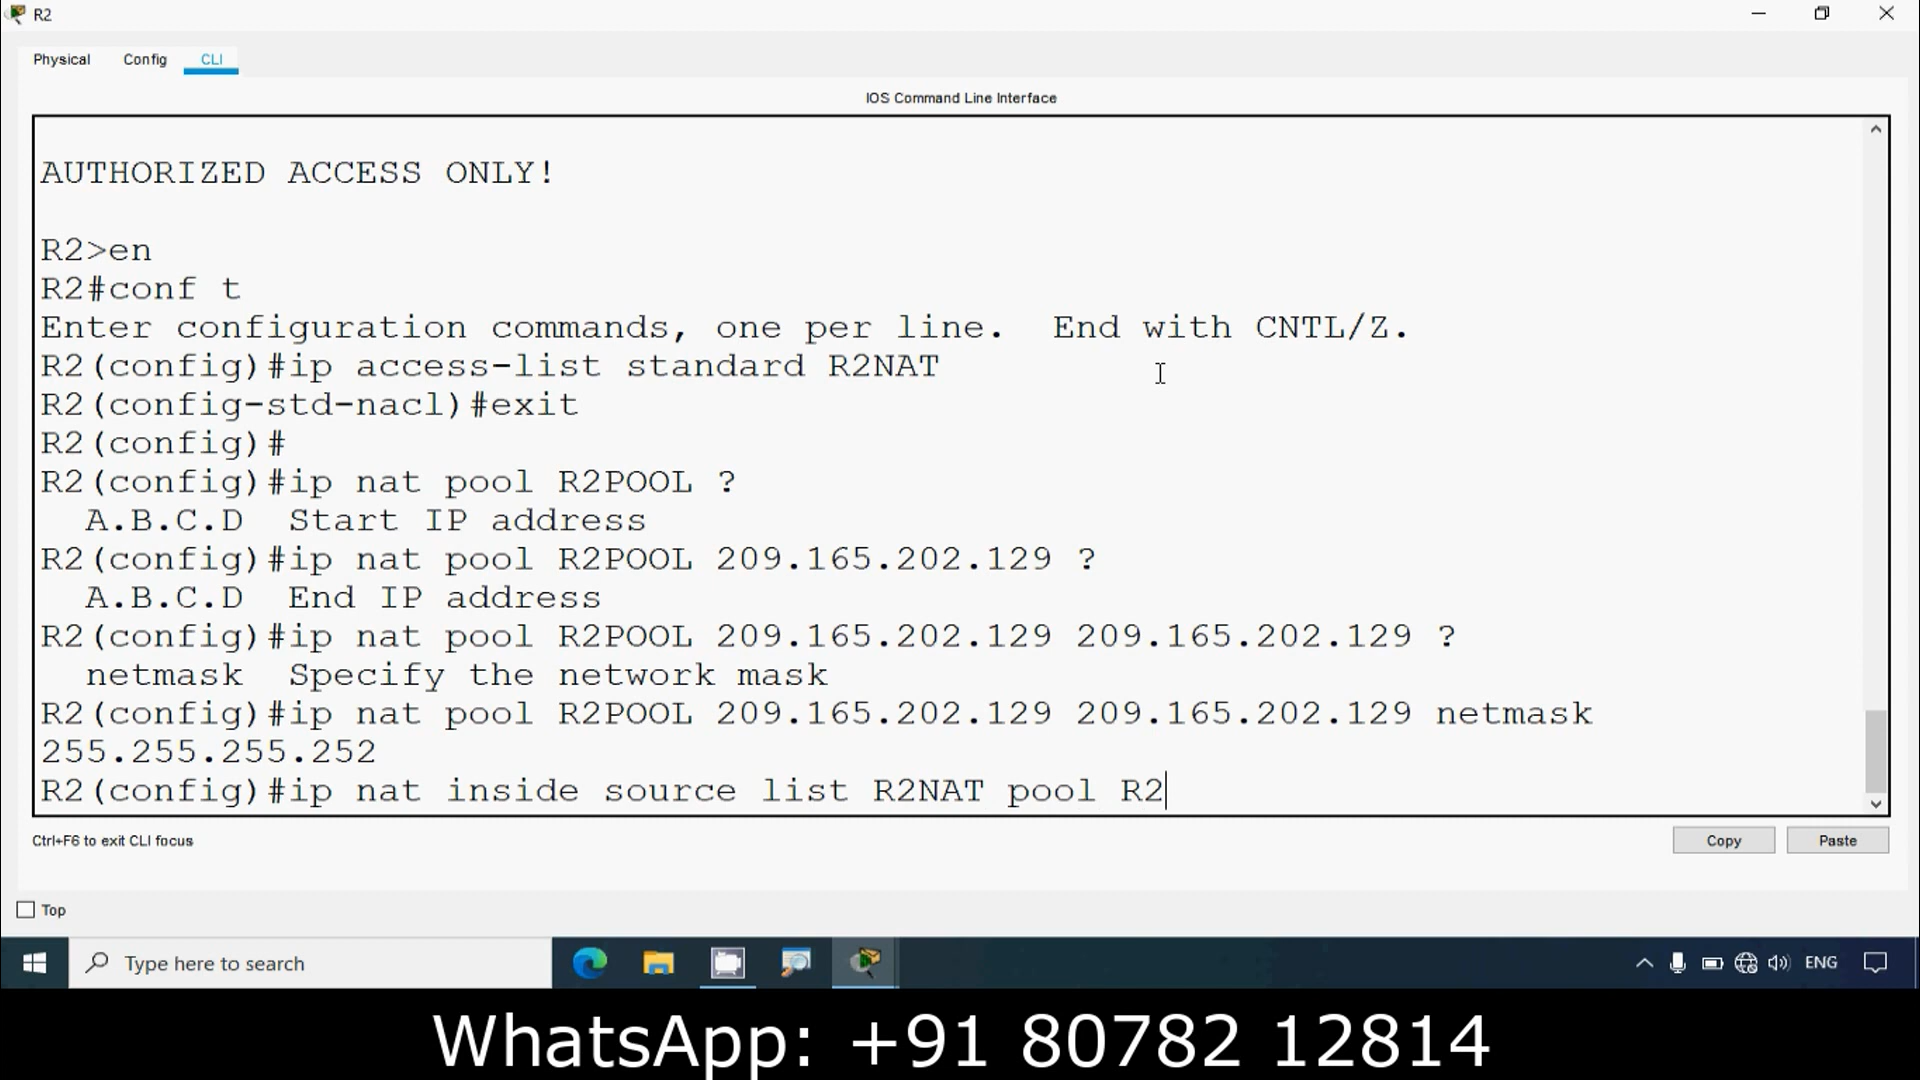 R2
Physical Config CLI
IOS Command Line Interface
AUTHORIZED ACCESS ONLY!
R2>en
R2#conf t
Enter configuration commands, one per line.  End with CNTL/Z.
R2(config)#ip access-list standard R2NAT
R2(config-std-nacl)#exit
R2(config)#
R2(config)#ip nat pool R2POOL ?
  A.B.C.D  Start IP address
R2(config)#ip nat pool R2POOL 209.165.202.129 ?
  A.B.C.D  End IP address
R2(config)#ip nat pool R2POOL 209.165.202.129 209.165.202.129 ?
  netmask  Specify the network mask
R2(config)#ip nat pool R2POOL 209.165.202.129 209.165.202.129 netmask
255.255.255.252
R2(config)#ip nat inside source list R2NAT pool R2
Ctrl+F6 to exit CLI focus
Copy Paste
Top
Type here to search
ENG
WhatsApp: +91 80782 12814